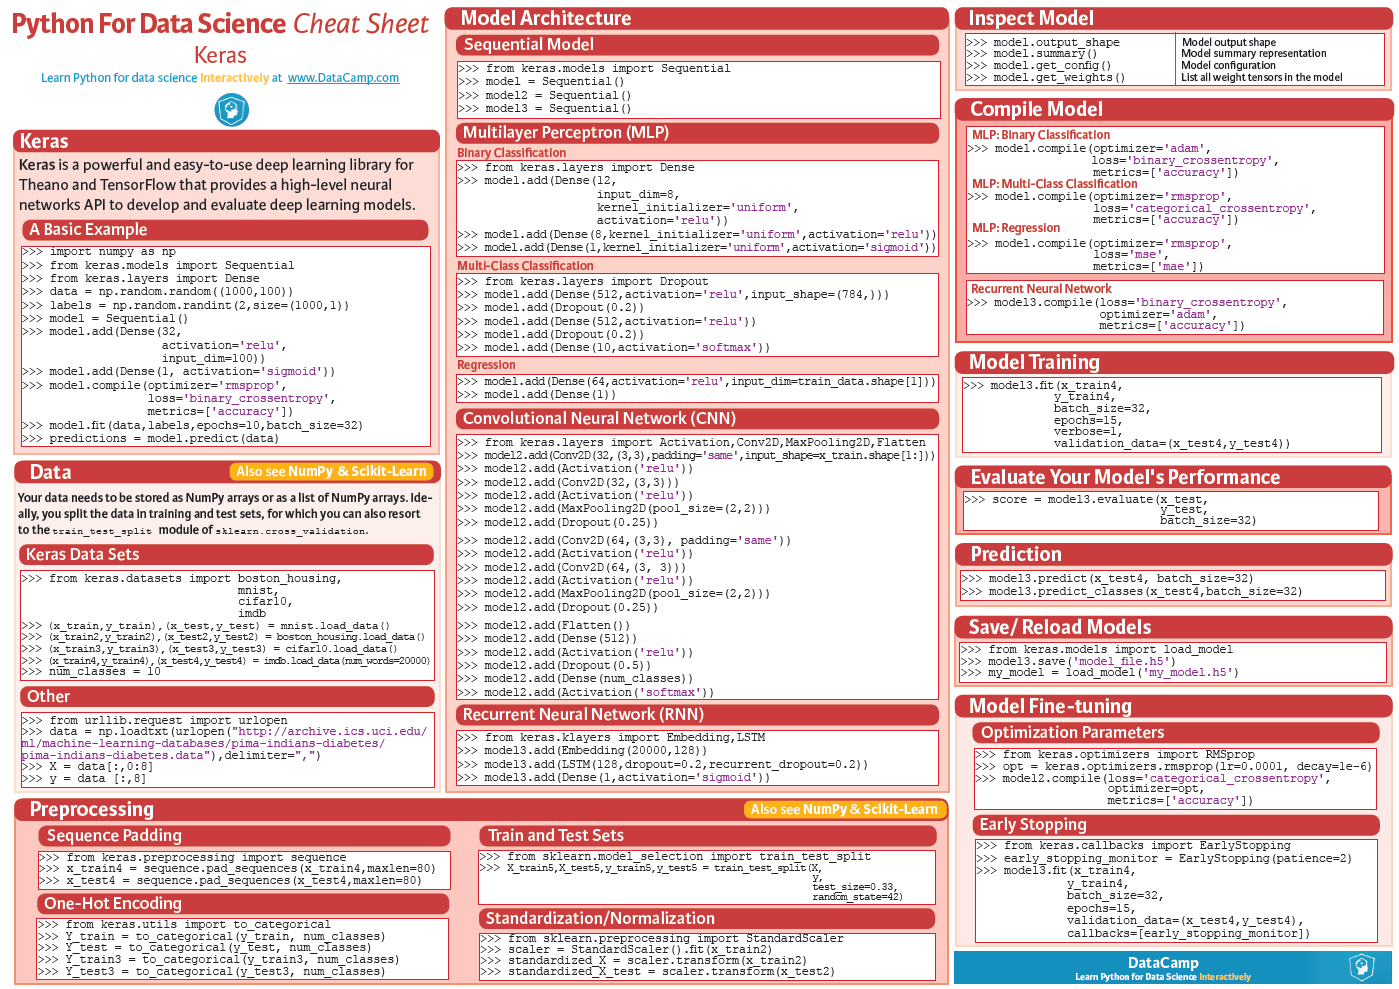 Python For Data Science Cheat Sheet
Keras
Learn Python for data science Interactively at www.DataCamp.com
Keras
Keras is a powerful and easy-to-use deep learning library for
Theano and TensorFlow that provides a high-level neural
networks API to develop and evaluate deep learning models.
A Basic Example
>>> import numpy as np
>>> from keras.models import Sequential
>>> from keras.layers import Dense
>>> data = np.random.random((1000,100))
>>> labels = np.random.randint(2,size=(1000,1))
>>> model = Sequential()
>>> model.add(Dense(32,
activation='relu',
input_dim=100))
>>> model.add(Dense(1, activation='sigmoid'))
>>> model.compile(optimizer='rmsprop',
loss='binary_crossentropy',
metrics=['accuracy'])
>>> model.fit(data,labels,epochs=10,batch_size=32)
>>> predictions = model.predict(data)
Data
Also see NumPy & Scikit-Learn
Your data needs to be stored as NumPy arrays or as a list of NumPy arrays. Ide-
ally, you split the data in training and test sets, for which you can also resort
to the train_test_split module of sklearn.cross_validation.
Keras Data Sets
>>> from keras.datasets import boston_housing,
mnist,
cifar10,
imdb
>>> (x_train,y_train),(x_test,y_test) = mnist.load_data()
>>> (x_train2,y_train2),(x_test2,y_test2) = boston_housing.load_data()
>>> (x_train3,y_train3),(x_test3,y_test3) = cifar10.load_data()
>>> (x_train4,y_train4),(x_test4,y_test4) = imdb.load_data(num_words=20000)
>>> num_classes = 10
Other
>>> from urllib.request import urlopen
>>> data = np.loadtxt(urlopen("http://archive.ics.uci.edu/
ml/machine-learning-databases/pima-indians-diabetes/
pima-indians-diabetes.data"),delimiter=",")
>>> X = data[:,0:8]
>>> y = data [:,8]
Model Architecture
Sequential Model
>>> from keras.models import Sequential
>>> model = Sequential()
>>> model2 = Sequential()
>>> model3 = Sequential()
Multilayer Perceptron (MLP)
Binary Classification
>>> from keras.layers import Dense
>>> model.add(Dense(12,
input_dim=8,
kernel_initializer='uniform',
activation='relu'))
>>> model.add(Dense(8,kernel_initializer='uniform',activation='relu'))
>>> model.add(Dense(1,kernel_initializer='uniform',activation='sigmoid'))
Multi-Class Classification
>>> from keras.layers import Dropout
>>> model.add(Dense(512,activation='relu',input_shape=(784,)))
>>> model.add(Dropout(0.2))
>>> model.add(Dense(512,activation='relu'))
>>> model.add(Dropout(0.2))
>>> model.add(Dense(10,activation='softmax'))
Regression
>>> model.add(Dense(64,activation='relu',input_dim=train_data.shape[1]))
>>> model.add(Dense(1))
Convolutional Neural Network (CNN)
>>> from keras.layers import Activation,Conv2D,MaxPooling2D,Flatten
>>> model2.add(Conv2D(32,(3,3),padding='same',input_shape=x_train.shape[1:]))
>>> model2.add(Activation('relu'))
>>> model2.add(Conv2D(32,(3,3)))
>>> model2.add(Activation('relu'))
>>> model2.add(MaxPooling2D(pool_size=(2,2)))
>>> model2.add(Dropout(0.25))
>>> model2.add(Conv2D(64,(3,3), padding='same'))
>>> model2.add(Activation('relu'))
>>> model2.add(Conv2D(64,(3, 3)))
>>> model2.add(Activation('relu'))
>>> model2.add(MaxPooling2D(pool_size=(2,2)))
>>> model2.add(Dropout(0.25))
>>> model2.add(Flatten())
>>> model2.add(Dense(512))
>>> model2.add(Activation('relu'))
>>> model2.add(Dropout(0.5))
>>> model2.add(Dense(num_classes))
>>> model2.add(Activation('softmax'))
Recurrent Neural Network (RNN)
>>> from keras.klayers import Embedding,LSTM
>>> model3.add(Embedding(20000,128))
>>> model3.add(LSTM(128,dropout=0.2,recurrent_dropout=0.2))
>>> model3.add(Dense(1,activation='sigmoid'))
Preprocessing
Also see NumPy & Scikit-Learn
Sequence Padding
>>> from keras.preprocessing import sequence
>>> x_train4 = sequence.pad_sequences(x_train4,maxlen=80)
>>> x_test4 = sequence.pad_sequences(x_test4,maxlen=80)
One-Hot Encoding
>>> from keras.utils import to_categorical
>>> Y_train = to_categorical(y_train, num_classes)
>>> Y_test = to_categorical(y_test, num_classes)
>>> Y_train3 = to_categorical(y_train3, num_classes)
>>> Y_test3 = to_categorical(y_test3, num_classes)
Train and Test Sets
>>> from sklearn.model_selection import train_test_split
>>> X_train5,X_test5,y_train5,y_test5 = train_test_split(X,
y,
test_size=0.33,
random_state=42)
Standardization/Normalization
>>> from sklearn.preprocessing import StandardScaler
>>> scaler = StandardScaler().fit(x_train2)
>>> standardized_X = scaler.transform(x_train2)
>>> standardized_X_test = scaler.transform(x_test2)
Inspect Model
>>> model.output_shape Model output shape
>>> model.summary() Model summary representation
>>> model.get_config() Model configuration
>>> model.get_weights() List all weight tensors in the model
Compile Model
MLP: Binary Classification
>>> model.compile(optimizer='adam',
loss='binary_crossentropy',
metrics=['accuracy'])
MLP: Multi-Class Classification
>>> model.compile(optimizer='rmsprop',
loss='categorical_crossentropy',
metrics=['accuracy'])
MLP: Regression
>>> model.compile(optimizer='rmsprop',
loss='mse',
metrics=['mae'])
Recurrent Neural Network
>>> model3.compile(loss='binary_crossentropy',
optimizer='adam',
metrics=['accuracy'])
Model Training
>>> model3.fit(x_train4,
y_train4,
batch_size=32,
epochs=15,
verbose=1,
validation_data=(x_test4,y_test4))
Evaluate Your Model's Performance
>>> score = model3.evaluate(x_test,
y_test,
batch_size=32)
Prediction
>>> model3.predict(x_test4, batch_size=32)
>>> model3.predict_classes(x_test4,batch_size=32)
Save/ Reload Models
>>> from keras.models import load_model
>>> model3.save('model_file.h5')
>>> my_model = load_model('my_model.h5')
Model Fine-tuning
Optimization Parameters
>>> from keras.optimizers import RMSprop
>>> opt = keras.optimizers.rmsprop(lr=0.0001, decay=1e-6)
>>> model2.compile(loss='categorical_crossentropy',
optimizer=opt,
metrics=['accuracy'])
Early Stopping
>>> from keras.callbacks import EarlyStopping
>>> early_stopping_monitor = EarlyStopping(patience=2)
>>> model3.fit(x_train4,
y_train4,
batch_size=32,
epochs=15,
validation_data=(x_test4,y_test4),
callbacks=[early_stopping_monitor])
DataCamp
Learn Python for Data Science Interactively